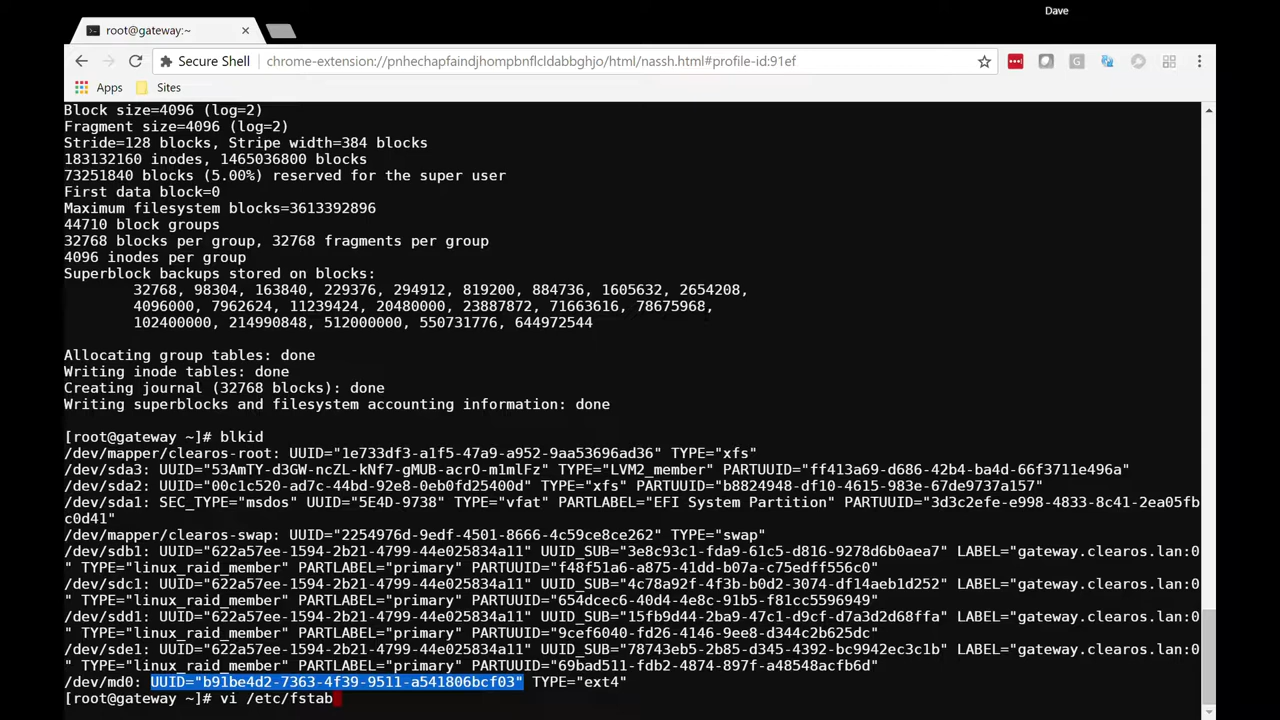 Dave
root@gateway:~
Secure Shell chrome-extension://pnhechapfaindjhompbnflcldabbghjo/html/nassh.html#profile-id:91ef
Apps Sites
Block size=4096 (log=2)
Fragment size=4096 (log=2)
Stride=128 blocks, Stripe width=384 blocks
183132160 inodes, 1465036800 blocks
73251840 blocks (5.00%) reserved for the super user
First data block=0
Maximum filesystem blocks=3613392896
44710 block groups
32768 blocks per group, 32768 fragments per group
4096 inodes per group
Superblock backups stored on blocks:
32768, 98304, 163840, 229376, 294912, 819200, 884736, 1605632, 2654208,
4096000, 7962624, 11239424, 20480000, 23887872, 71663616, 78675968,
102400000, 214990848, 512000000, 550731776, 644972544
Allocating group tables: done
Writing inode tables: done
Creating journal (32768 blocks): done
Writing superblocks and filesystem accounting information: done
[root@gateway ~]# blkid
/dev/mapper/clearos-root: UUID="1e733df3-a1f5-47a9-a952-9aa53696ad36" TYPE="xfs"
/dev/sda3: UUID="53AmTY-d3GW-ncZL-kNf7-gMUB-acrO-m1mlFz" TYPE="LVM2_member" PARTUUID="ff413a69-d686-42b4-ba4d-66f3711e496a"
/dev/sda2: UUID="00c1c520-ad7c-44bd-92e8-0eb0fd25400d" TYPE="xfs" PARTUUID="b8824948-df10-4615-983e-67de9737a157"
/dev/sda1: SEC_TYPE="msdos" UUID="5E4D-9738" TYPE="vfat" PARTLABEL="EFI System Partition" PARTUUID="3d3c2efe-e998-4833-8c41-2ea05fb
c0d41"
/dev/mapper/clearos-swap: UUID="2254976d-9edf-4501-8666-4c59ce8ce262" TYPE="swap"
/dev/sdb1: UUID="622a57ee-1594-2b21-4799-44e025834a11" UUID_SUB="3e8c93c1-fda9-61c5-d816-9278d6b0aea7" LABEL="gateway.clearos.lan:0
" TYPE="linux_raid_member" PARTLABEL="primary" PARTUUID="f48f51a6-a875-41dd-b07a-c75edff556c0"
/dev/sdc1: UUID="622a57ee-1594-2b21-4799-44e025834a11" UUID_SUB="4c78a92f-4f3b-b0d2-3074-df14aeb1d252" LABEL="gateway.clearos.lan:0
" TYPE="linux_raid_member" PARTLABEL="primary" PARTUUID="654dcec6-40d4-4e8c-91b5-f81cc5596949"
/dev/sdd1: UUID="622a57ee-1594-2b21-4799-44e025834a11" UUID_SUB="15fb9d44-2ba9-47c1-d9cf-d7a3d2d68ffa" LABEL="gateway.clearos.lan:0
" TYPE="linux_raid_member" PARTLABEL="primary" PARTUUID="9cef6040-fd26-4146-9ee8-d344c2b625dc"
/dev/sde1: UUID="622a57ee-1594-2b21-4799-44e025834a11" UUID_SUB="78743eb5-2b85-d345-4392-bc9942ec3c1b" LABEL="gateway.clearos.lan:0
" TYPE="linux_raid_member" PARTLABEL="primary" PARTUUID="69bad511-fdb2-4874-897f-a48548acfb6d"
/dev/md0: UUID="b91be4d2-7363-4f39-9511-a541806bcf03" TYPE="ext4"
[root@gateway ~]# vi /etc/fstab